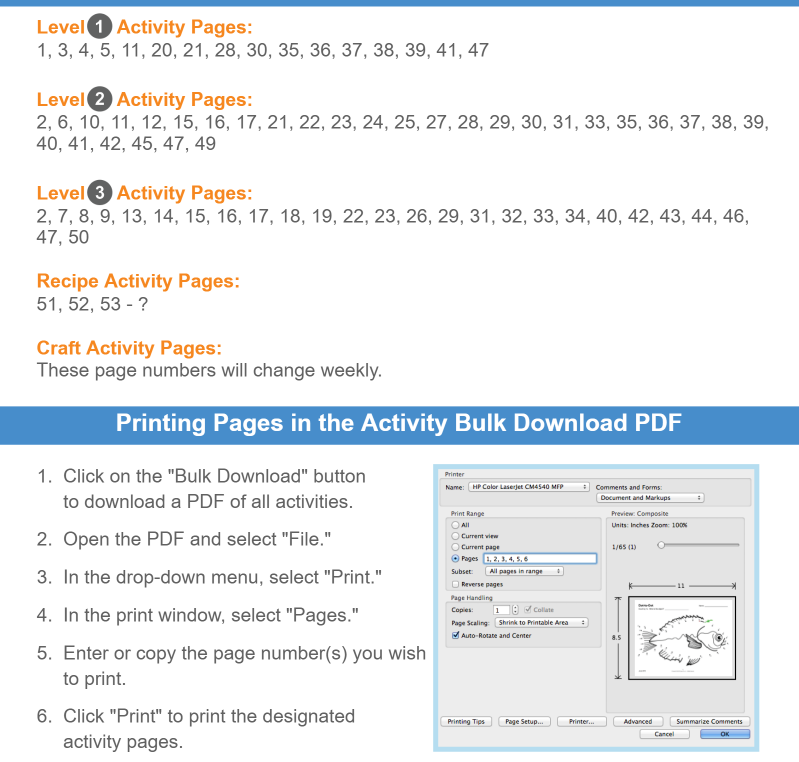 Level 1 Activity Pages:
1, 3, 4, 5, 11, 20, 21, 28, 30, 35, 36, 37, 38, 39, 41, 47
Level 2 Activity Pages:
2, 6, 10, 11, 12, 15, 16, 17, 21, 22, 23, 24, 25, 27, 28, 29, 30, 31, 33, 35, 36, 37, 38, 39,
40, 41, 42, 45, 47, 49
Level 3 Activity Pages:
2, 7, 8, 9, 13, 14, 15, 16, 17, 18, 19, 22, 23, 26, 29, 31, 32, 33, 34, 40, 42, 43, 44, 46,
47, 50
Recipe Activity Pages:
51, 52, 53 - ?
Craft Activity Pages:
These page numbers will change weekly.
Printing Pages in the Activity Bulk Download PDF
1. Click on the "Bulk Download" button
to download a PDF of all activities.
2. Open the PDF and select "File."
3. In the drop-down menu, select "Print."
4. In the print window, select "Pages."
5. Enter or copy the page number(s) you wish
to print.
6. Click "Print" to print the designated
activity pages.
Printer
Name: HP Color LaserJet CM4540 MFP
Comments and Forms:
Document and Markups
Print Range
All
Current view
Current page
Pages 1, 2, 3, 4, 5, 6
Subset: All pages in range
Reverse pages
Page Handling
Copies: 1 Collate
Page Scaling: Shrink to Printable Area
Auto-Rotate and Center
Preview: Composite
Units: Inches Zoom: 100%
1/65 (1)
11
8.5
Printing Tips Page Setup... Printer... Advanced Summarize Comments
Cancel OK